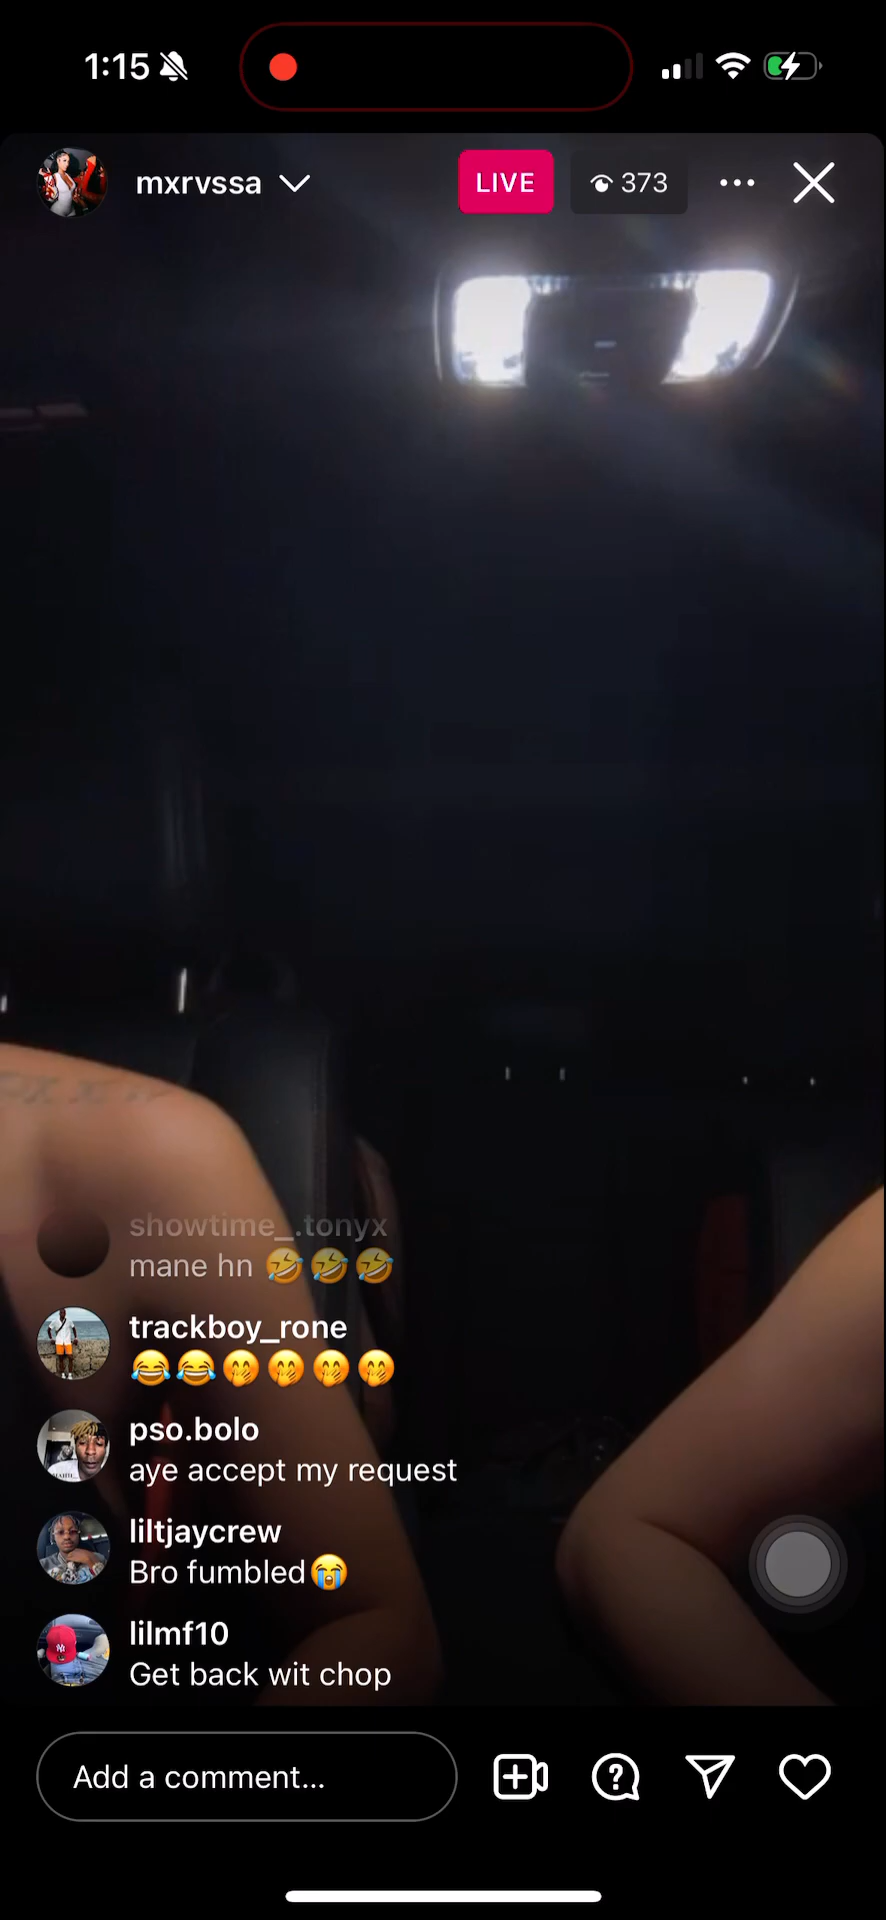 1:15
mxrvssa
LIVE
373
showtime_.tonyx
mane hn 🤣🤣🤣
trackboy_rone
😂😂🤭🤭🤭🤭
pso.bolo
aye accept my request
liltjaycrew
Bro fumbled😭
lilmf10
Get back wit chop
Add a comment...